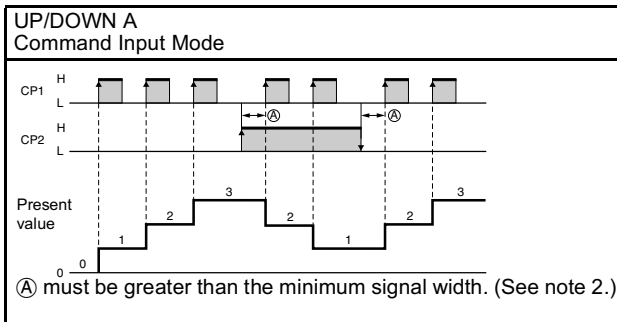 UP/DOWN A
Command Input Mode
CP1 H
L
Ⓐ Ⓐ
CP2 H
L
Present
value
3 3
2 2 2
1 1
0
0
Ⓐ must be greater than the minimum signal width. (See note 2.)